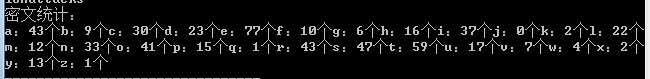 ionattacks
密文统计：
a：43个b：9个c：30个d：23个e：77个f：10个g：6个h：16个i：37个j：0个k：2个l：22个
m：12个n：33个o：41个p：15个q：1个r：43个s：47个t：59个u：17个v：7个w：4个x：2个
y：13个z：1个
--------------------------------